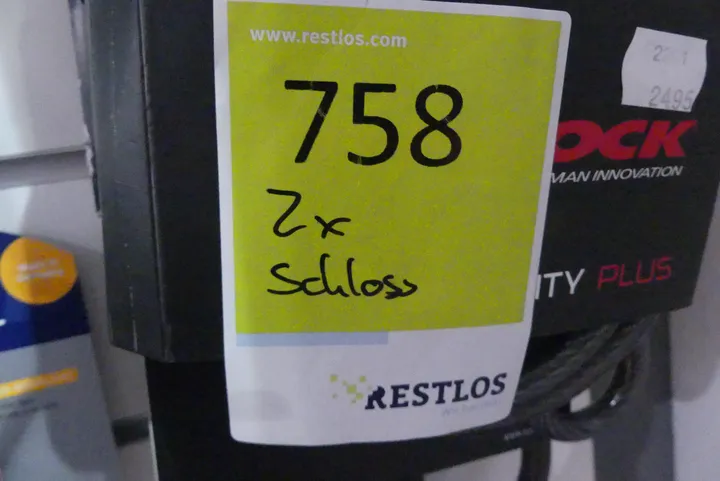 www.restlos.com
758
2x
Schloss
RESTLOS
2495
OCK
MAN INNOVATION
ITY PLUS